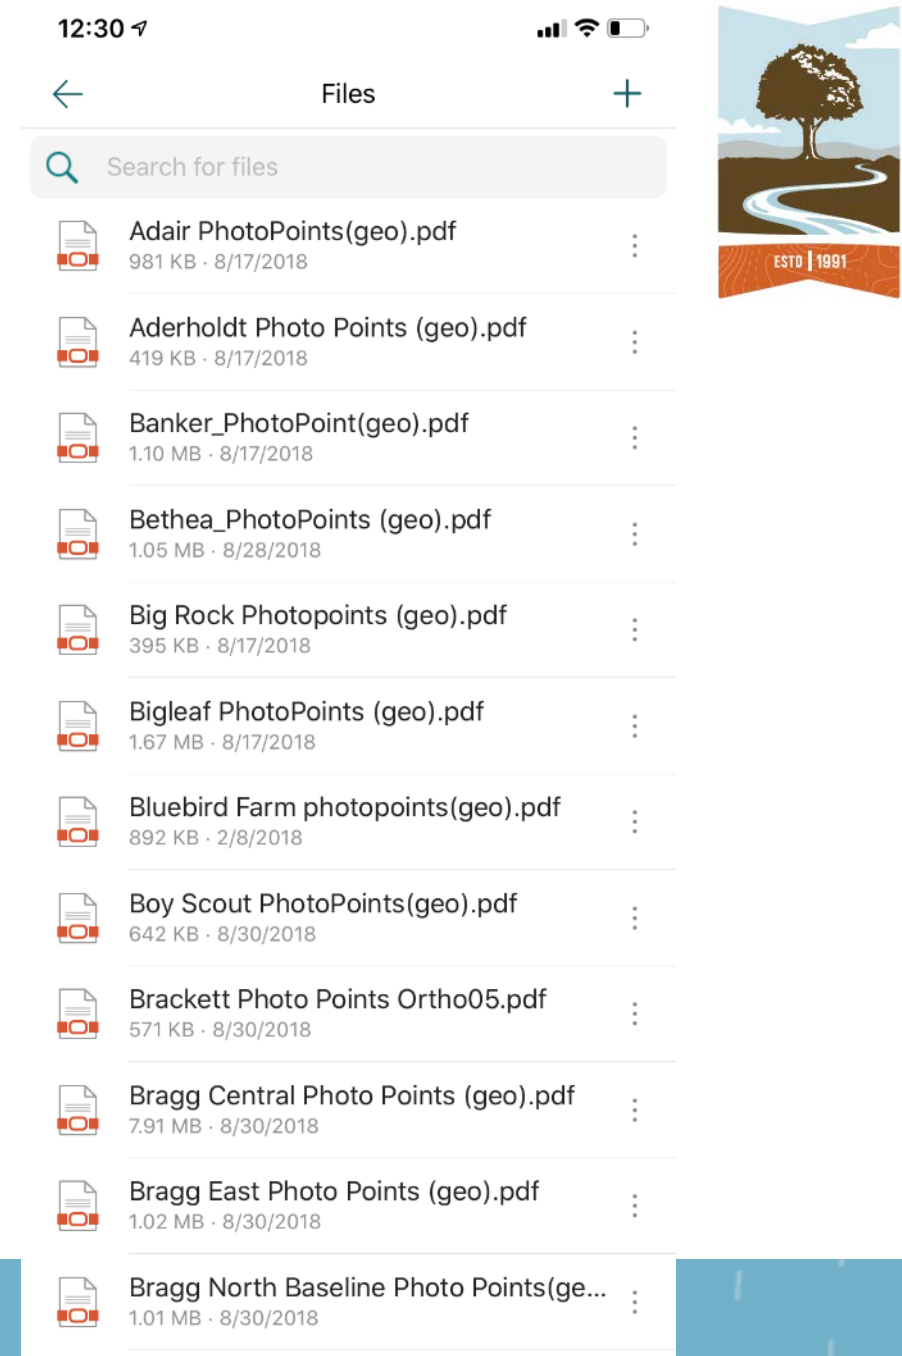 12:30
Files
Search for files
Adair PhotoPoints(geo).pdf
981 KB · 8/17/2018
Aderholdt Photo Points (geo).pdf
419 KB · 8/17/2018
Banker_PhotoPoint(geo).pdf
1.10 MB · 8/17/2018
Bethea_PhotoPoints (geo).pdf
1.05 MB · 8/28/2018
Big Rock Photopoints (geo).pdf
395 KB · 8/17/2018
Bigleaf PhotoPoints (geo).pdf
1.67 MB · 8/17/2018
Bluebird Farm photopoints(geo).pdf
892 KB · 2/8/2018
Boy Scout PhotoPoints(geo).pdf
642 KB · 8/30/2018
Brackett Photo Points Ortho05.pdf
571 KB · 8/30/2018
Bragg Central Photo Points (geo).pdf
7.91 MB · 8/30/2018
Bragg East Photo Points (geo).pdf
1.02 MB · 8/30/2018
Bragg North Baseline Photo Points(ge...
1.01 MB · 8/30/2018
ESTD | 1991